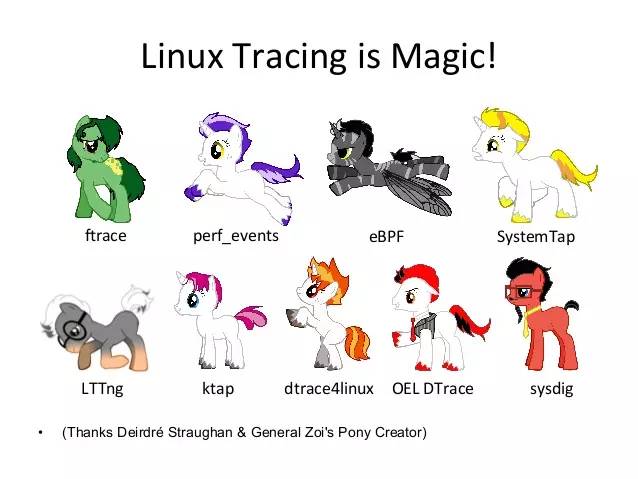 Linux Tracing is Magic!
ftrace perf_events eBPF SystemTap
LTTng ktap dtrace4linux OEL DTrace sysdig
• (Thanks Deirdré Straughan & General Zoi's Pony Creator)